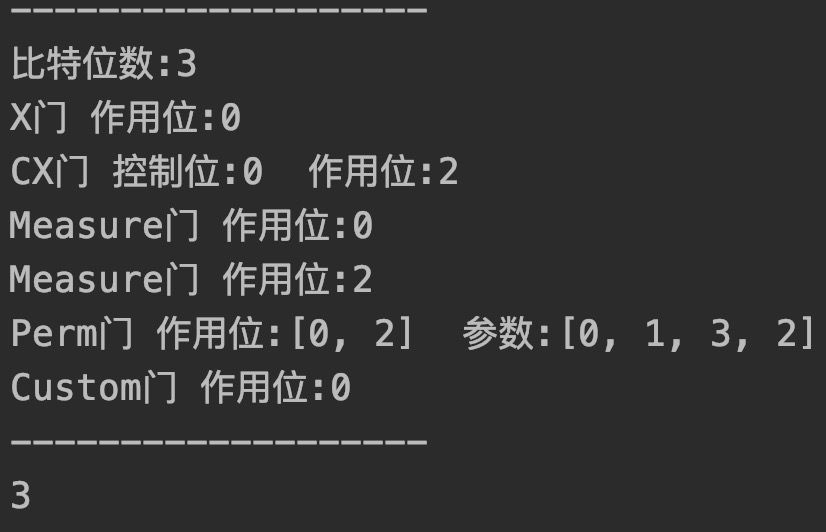 -------------------
比特位数:3
X门 作用位:0
CX门 控制位:0  作用位:2
Measure门 作用位:0
Measure门 作用位:2
Perm门 作用位:[0, 2]  参数:[0, 1, 3, 2]
Custom门 作用位:0
-------------------
3